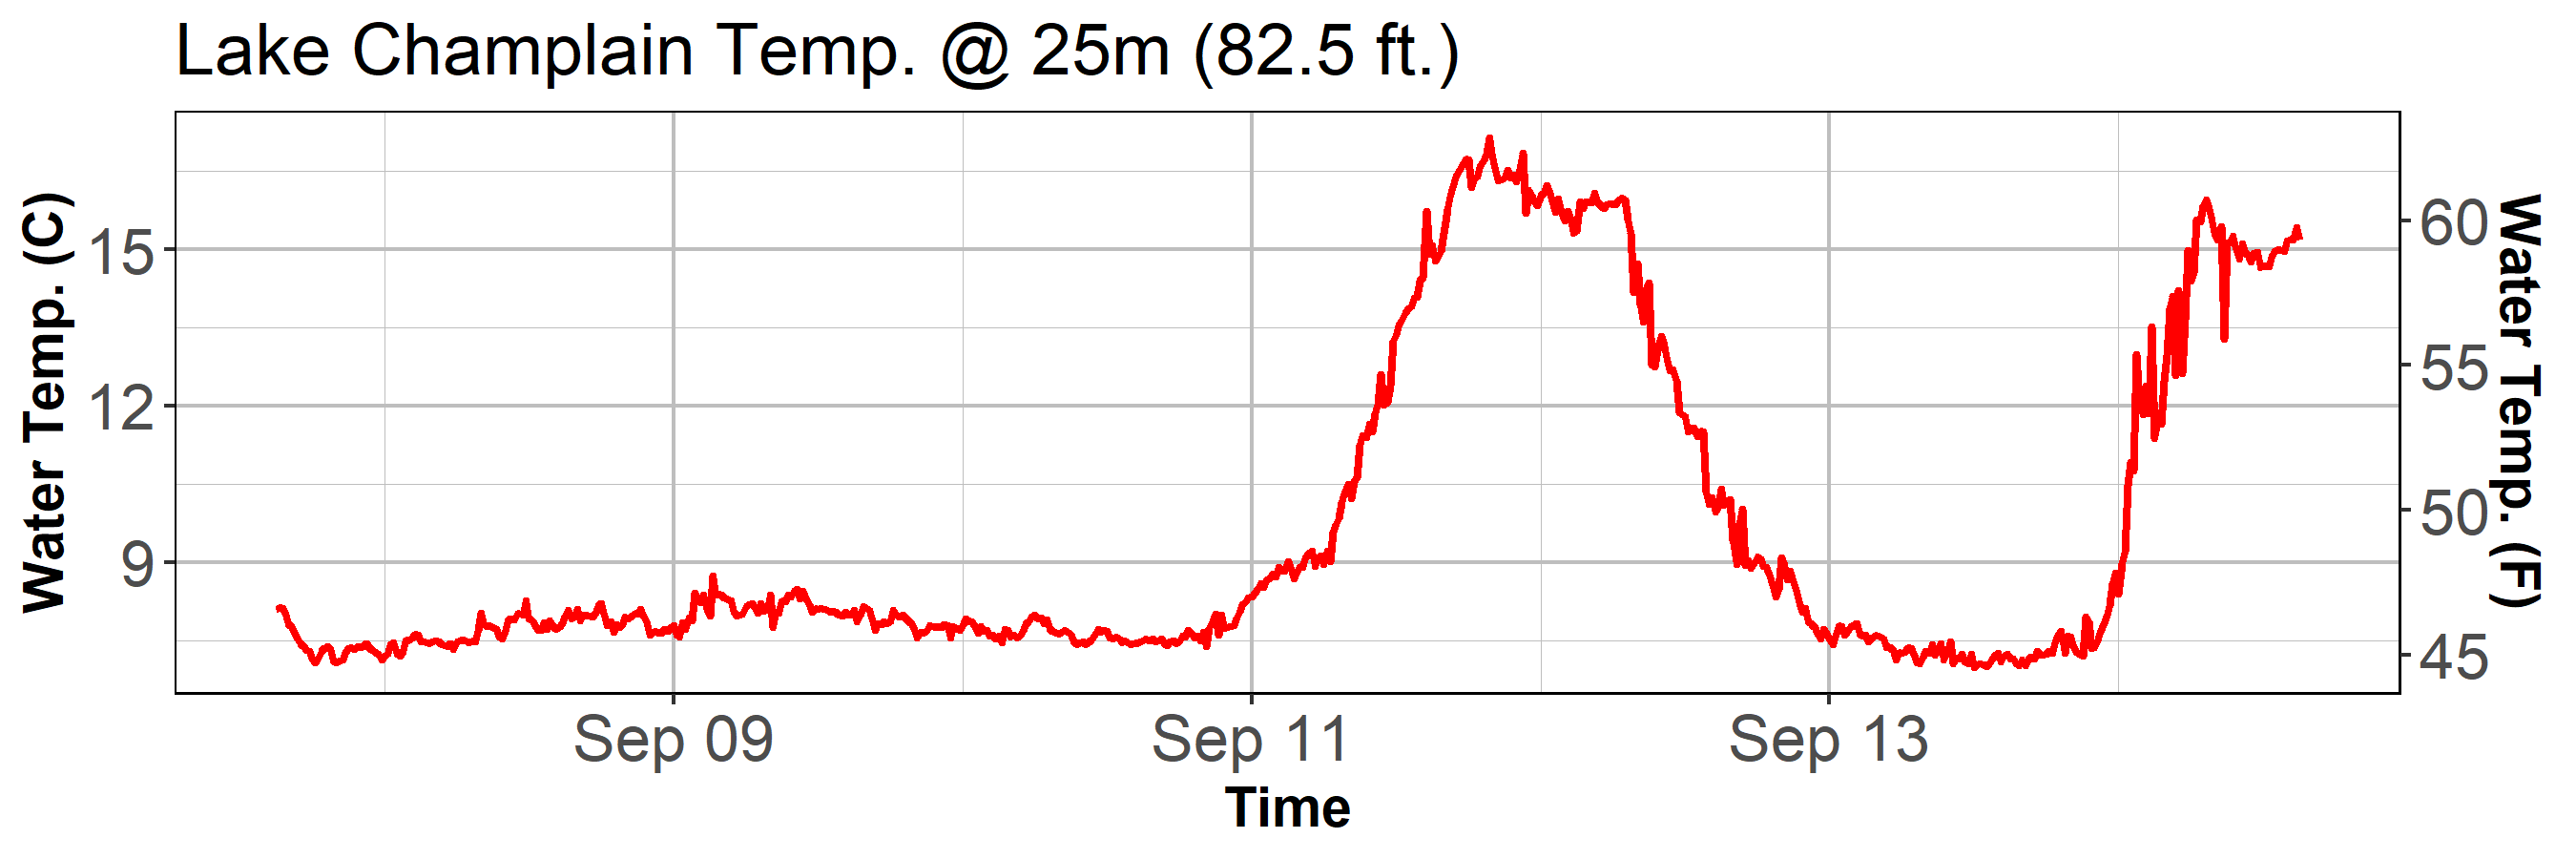 Lake Champlain Temp. @ 25m (82.5 ft.)
Water Temp. (C)
15
12
9
60
55
50
45
Water Temp. (F)
Sep 09
Sep 11
Sep 13
Time